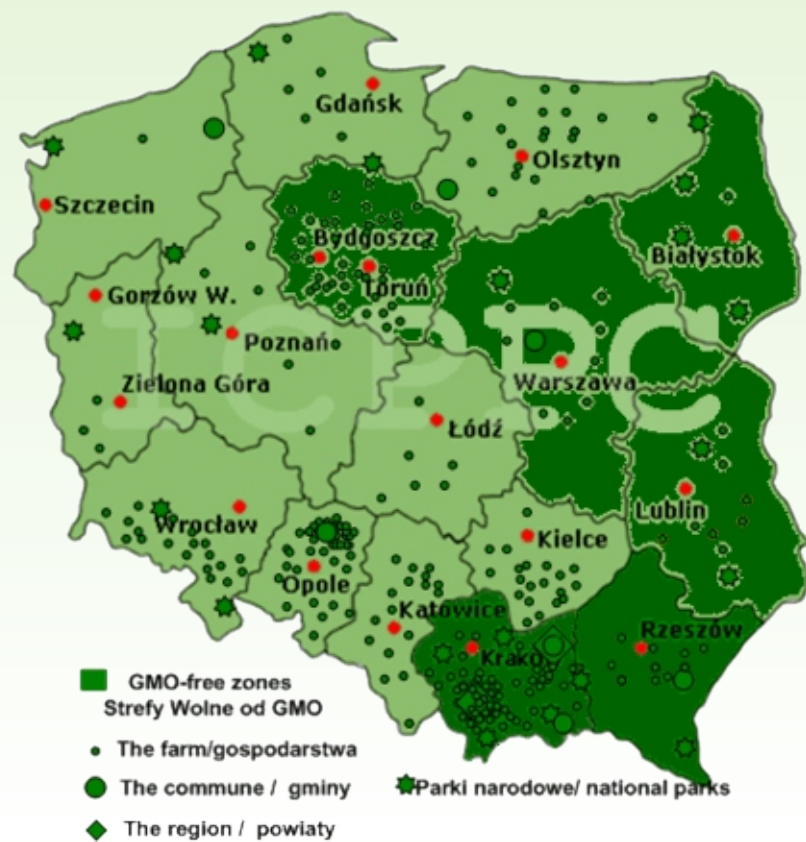 Gdańsk
Olsztyn
Szczecin
Bydgoszcz
Białystok
Toruń
Gorzów W.
ICPPC
Poznań
Zielona Góra
Warszawa
Łódź
Lublin
Wrocław
Kielce
Opole
Katowice
Rzeszów
Krako
GMO-free zones
Strefy Wolne od GMO
The farm/gospodarstwa
The commune / gminy
Parki narodowe/ national parks
The region / powiaty